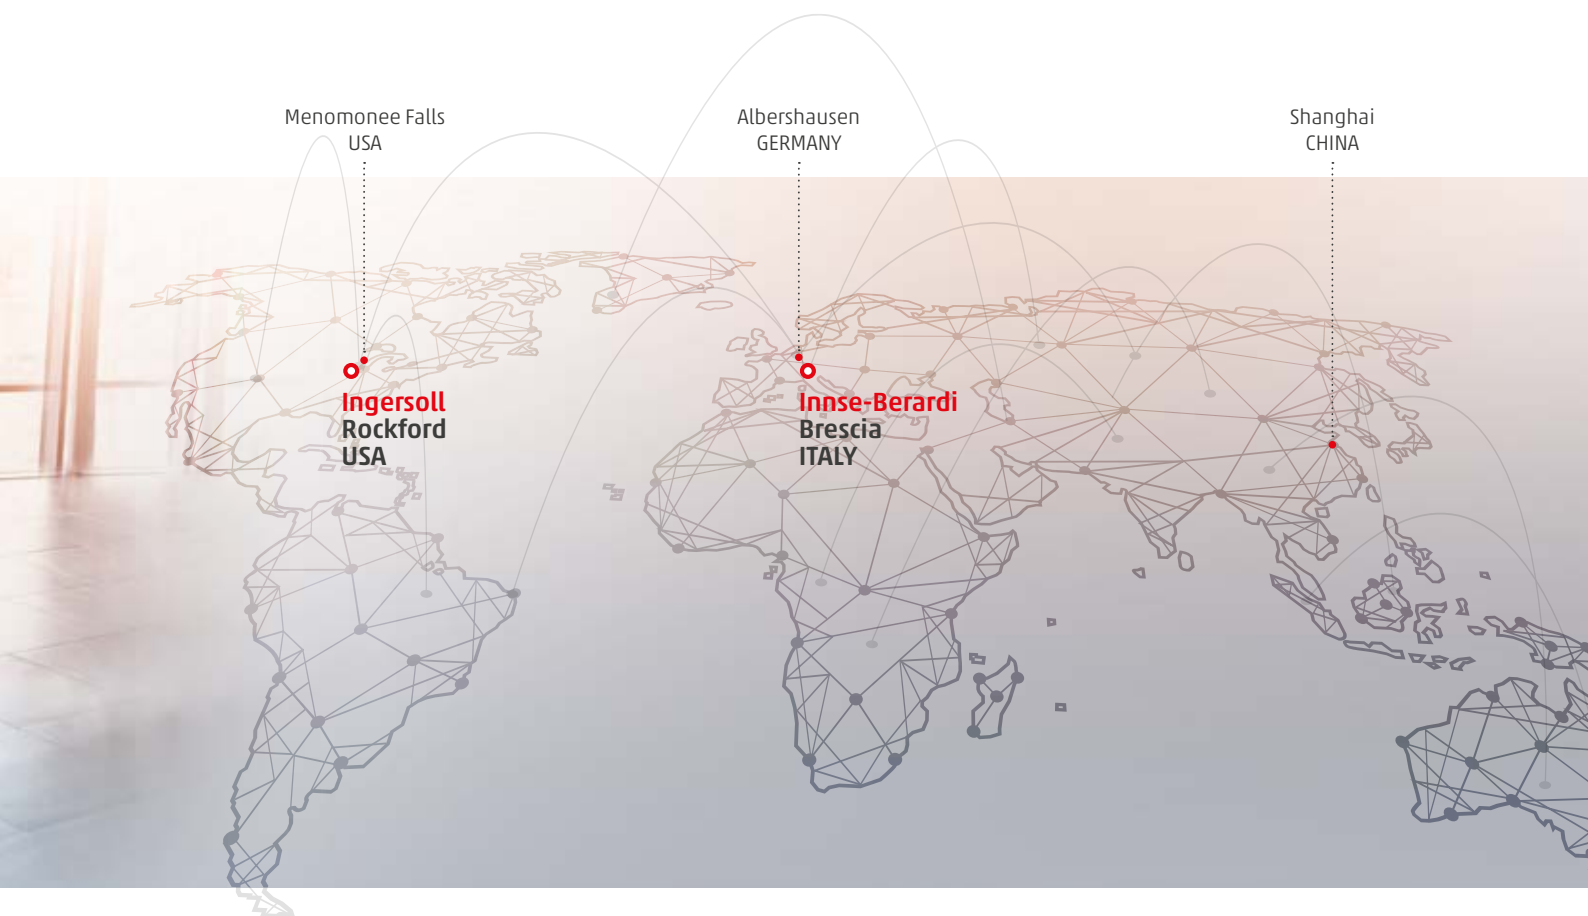 Menomonee Falls
USA
Albershausen
GERMANY
Shanghai
CHINA
Ingersoll
Rockford
USA
Innse-Berardi
Brescia
ITALY